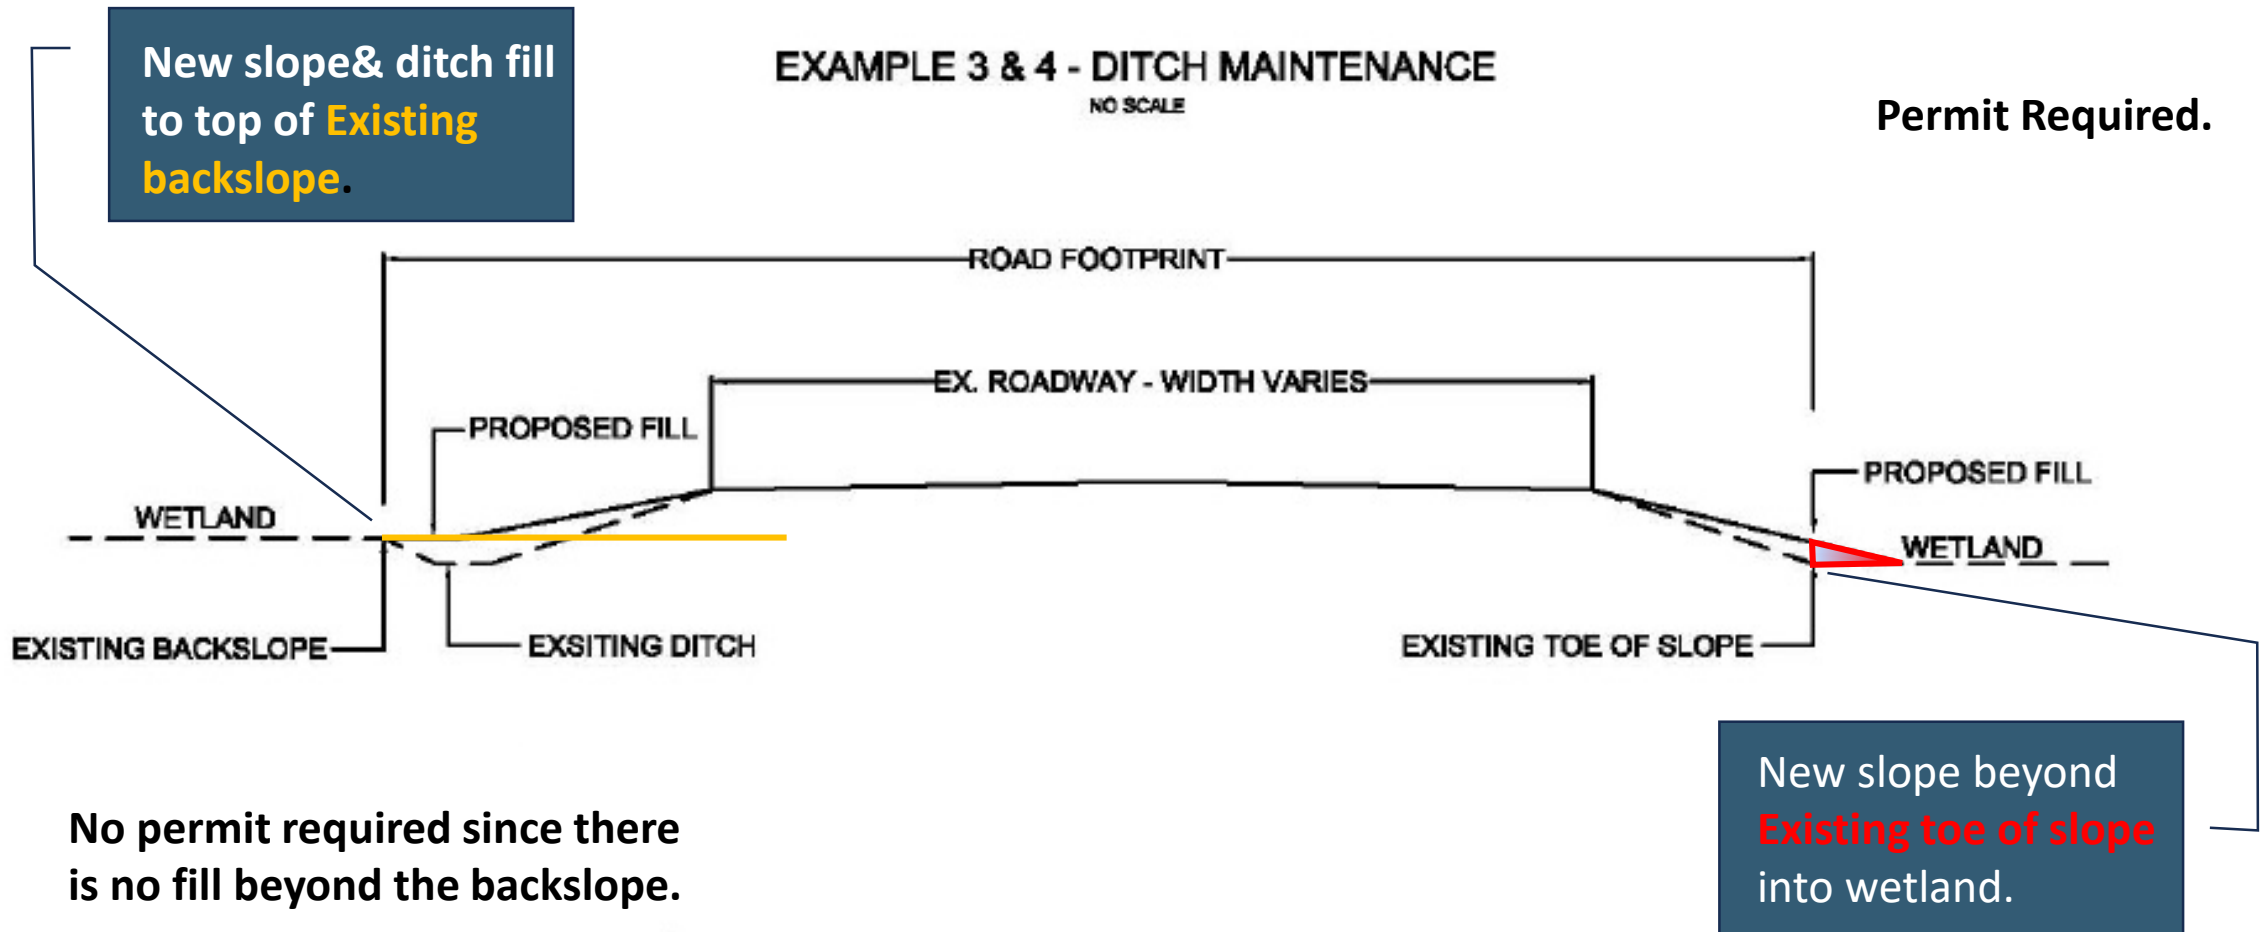 New slope& ditch fill
to top of Existing
backslope.
EXAMPLE 3 & 4 - DITCH MAINTENANCE
NO SCALE
Permit Required.
ROAD FOOTPRINT
EX. ROADWAY - WIDTH VARIES
PROPOSED FILL
PROPOSED FILL
WETLAND
WETLAND
EXISTING BACKSLOPE
EXSITING DITCH
EXISTING TOE OF SLOPE
No permit required since there
is no fill beyond the backslope.
New slope beyond
Existing toe of slope
into wetland.